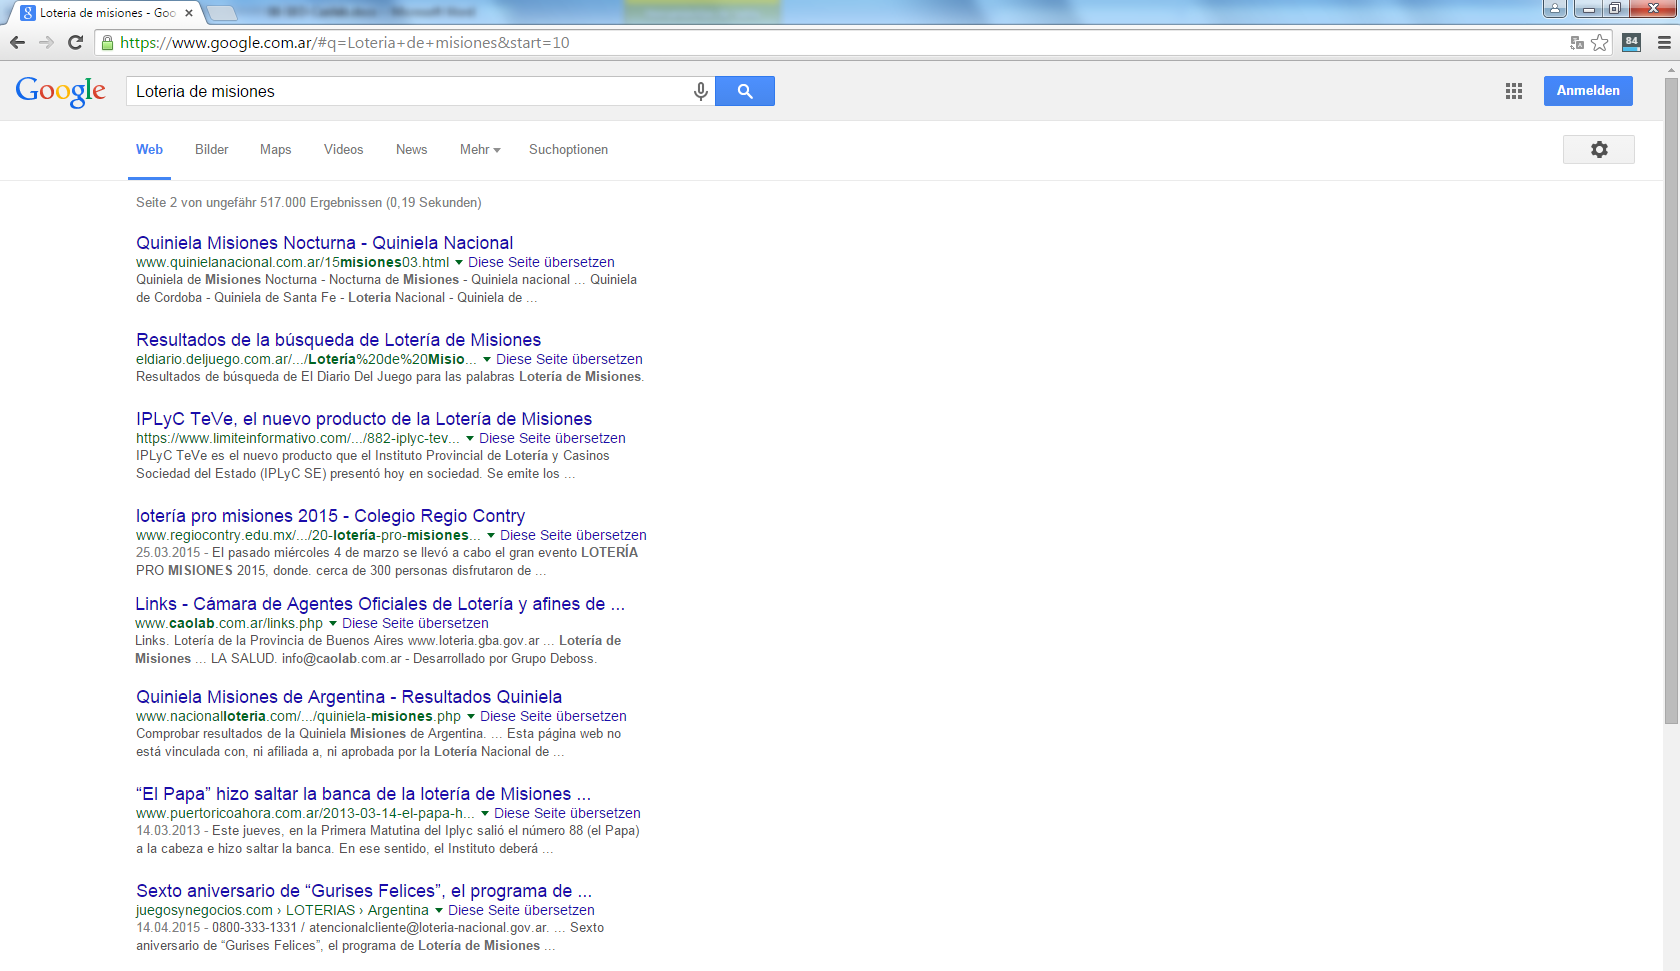 Loteria de misiones - Goo
https://www.google.com.ar/#q=Loteria+de+misiones&start=10
84
Google
Loteria de misiones
Anmelden
Web Bilder Maps Videos News Mehr Suchoptionen
Seite 2 von ungefähr 517.000 Ergebnissen (0,19 Sekunden)
Quiniela Misiones Nocturna - Quiniela Nacional
www.quinielanacional.com.ar/15misiones03.html Diese Seite übersetzen
Quiniela de Misiones Nocturna - Nocturna de Misiones - Quiniela nacional ... Quiniela
de Cordoba - Quiniela de Santa Fe - Loteria Nacional - Quiniela de ...
Resultados de la búsqueda de Lotería de Misiones
eldiario.deljuego.com.ar/.../Lotería%20de%20Misio... Diese Seite übersetzen
Resultados de búsqueda de El Diario Del Juego para las palabras Lotería de Misiones.
IPLyC TeVe, el nuevo producto de la Lotería de Misiones
https://www.limiteinformativo.com/.../882-iplyc-tev... Diese Seite übersetzen
IPLyC TeVe es el nuevo producto que el Instituto Provincial de Lotería y Casinos
Sociedad del Estado (IPLyC SE) presentó hoy en sociedad. Se emite los ...
lotería pro misiones 2015 - Colegio Regio Contry
www.regiocontry.edu.mx/.../20-lotería-pro-misiones... Diese Seite übersetzen
25.03.2015 - El pasado miércoles 4 de marzo se llevó a cabo el gran evento LOTERÍA
PRO MISIONES 2015, donde. cerca de 300 personas disfrutaron de ...
Links - Cámara de Agentes Oficiales de Lotería y afines de ...
www.caolab.com.ar/links.php Diese Seite übersetzen
Links. Lotería de la Provincia de Buenos Aires www.loteria.gba.gov.ar ... Lotería de
Misiones ... LA SALUD. info@caolab.com.ar - Desarrollado por Grupo Deboss.
Quiniela Misiones de Argentina - Resultados Quiniela
www.nacionalloteria.com/.../quiniela-misiones.php Diese Seite übersetzen
Comprobar resultados de la Quiniela Misiones de Argentina. ... Esta página web no
está vinculada con, ni afiliada a, ni aprobada por la Lotería Nacional de ...
“El Papa” hizo saltar la banca de la lotería de Misiones ...
www.puertoricoahora.com.ar/2013-03-14-el-papa-h... Diese Seite übersetzen
14.03.2013 - Este jueves, en la Primera Matutina del Iplyc salió el número 88 (el Papa)
a la cabeza e hizo saltar la banca. En ese sentido, el Instituto deberá ...
Sexto aniversario de “Gurises Felices”, el programa de ...
juegosynegocios.com › LOTERIAS › Argentina Diese Seite übersetzen
14.04.2015 - 0800-333-1331 / atencionalcliente@loteria-nacional.gov.ar. ... Sexto
aniversario de “Gurises Felices”, el programa de Lotería de Misiones ...